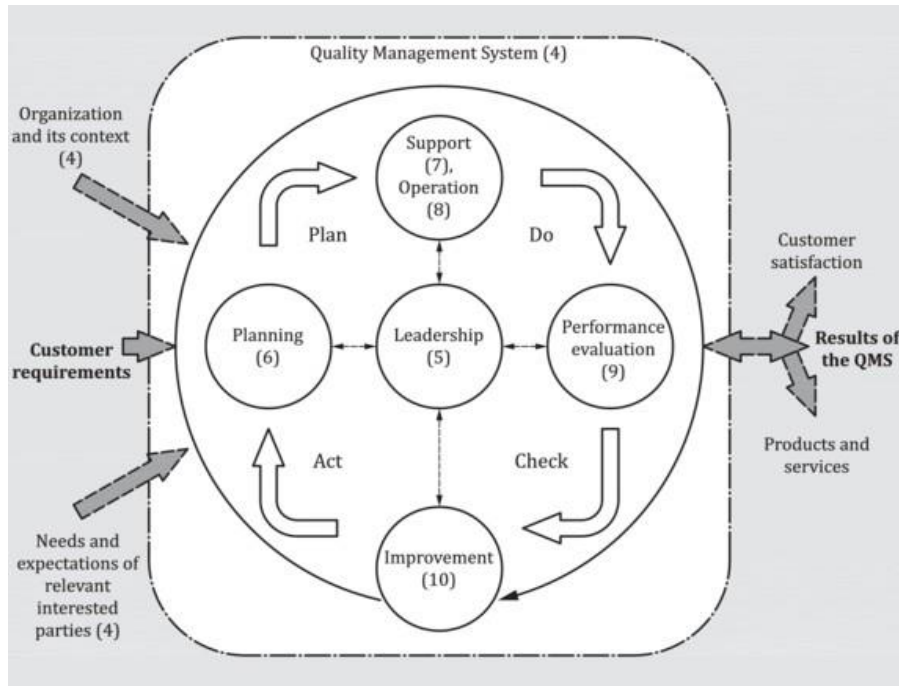 Quality Management System (4)
Organization
and its context
(4)
Support
(7),
Operation
(8)
Plan
Do
Customer
satisfaction
Customer
requirements
Planning
(6)
Leadership
(5)
Performance
evaluation
(9)
Results of
the QMS
Act
Check
Products and
services
Needs and
expectations of
relevant
interested
parties (4)
Improvement
(10)